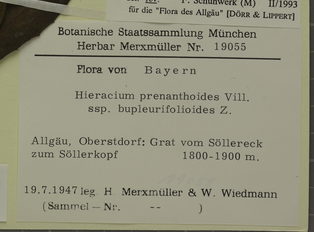 F. Schuhwerk (M) II/1993
für die "Flora des Allgäu" [DÖRR & LIPPERT]
Botanische Staatssammlung München
Herbar Merxmüller Nr. 19055
Flora von Bayern
Hieracium prenanthoides Vill.
ssp. bupleurifolioides Z.
Allgäu, Oberstdorf: Grat vom Söllereck
zum Söllerkopf 1800-1900 m.
19.7.1947 leg. H. Merxmüller & W. Wiedmann
(Sammel - Nr. -- )